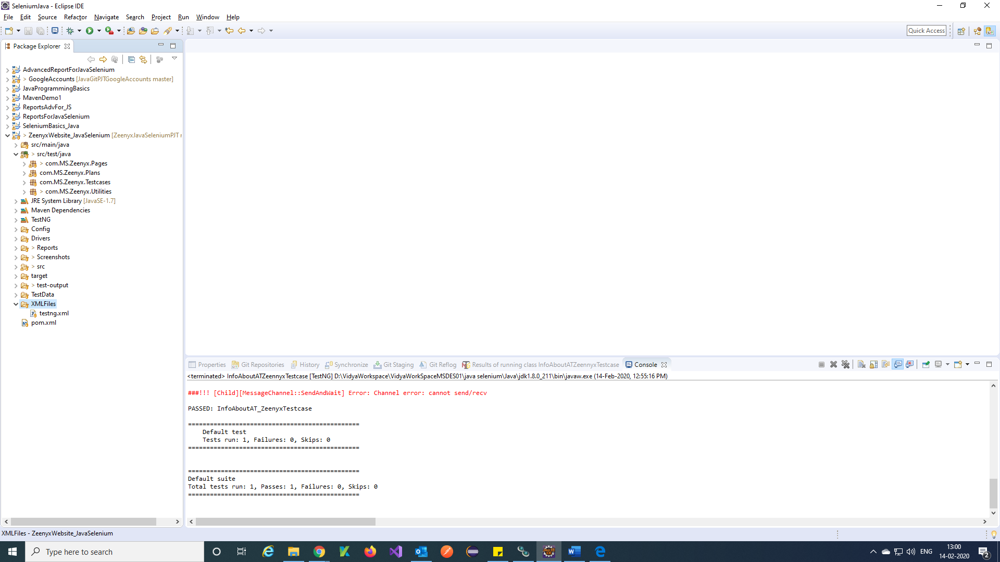 SeleniumJava - Eclipse IDE
File Edit Source Refactor Navigate Search Project Run Window Help
Quick Access
Package Explorer
AdvancedReportForJavaSelenium
> GoogleAccounts [JavaGitPJTGoogleAccounts master]
JavaProgrammingBasics
MavenDemo1
ReportsAdvFor_JS
ReportsForJavaSelenium
SeleniumBasics_Java
> ZeenyxWebsite_JavaSelenium [ZeenyxJavaSeleniumPJT r
src/main/java
> src/test/java
> com.MS.Zeenyx.Pages
com.MS.Zeenyx.Plans
com.MS.Zeenyx.Testcases
> com.MS.Zeenyx.Utilities
JRE System Library [JavaSE-1.7]
Maven Dependencies
TestNG
Config
Drivers
> Reports
> Screenshots
> src
target
> test-output
TestData
XMLFiles
testng.xml
pom.xml
Properties Git Repositories History Synchronize Git Staging Git Reflog Results of running class InfoAboutATZeennyxTestcase Console
<terminated> InfoAboutATZeennyxTestcase [TestNG] D:\VidyaWorkspace\VidyaWorkSpaceMSDES01\java selenium\Java\jdk1.8.0_211\bin\javaw.exe (14-Feb-2020, 12:55:16 PM)
###!!! [Child][MessageChannel::SendAndWait] Error: Channel error: cannot send/recv
PASSED: InfoAboutAT_ZeenyxTestcase
===============================================
Default test
Tests run: 1, Failures: 0, Skips: 0
===============================================
===============================================
Default suite
Total tests run: 1, Passes: 1, Failures: 0, Skips: 0
===============================================
XMLFiles - ZeenyxWebsite_JavaSelenium
Type here to search
ENG
13:00
14-02-2020
2